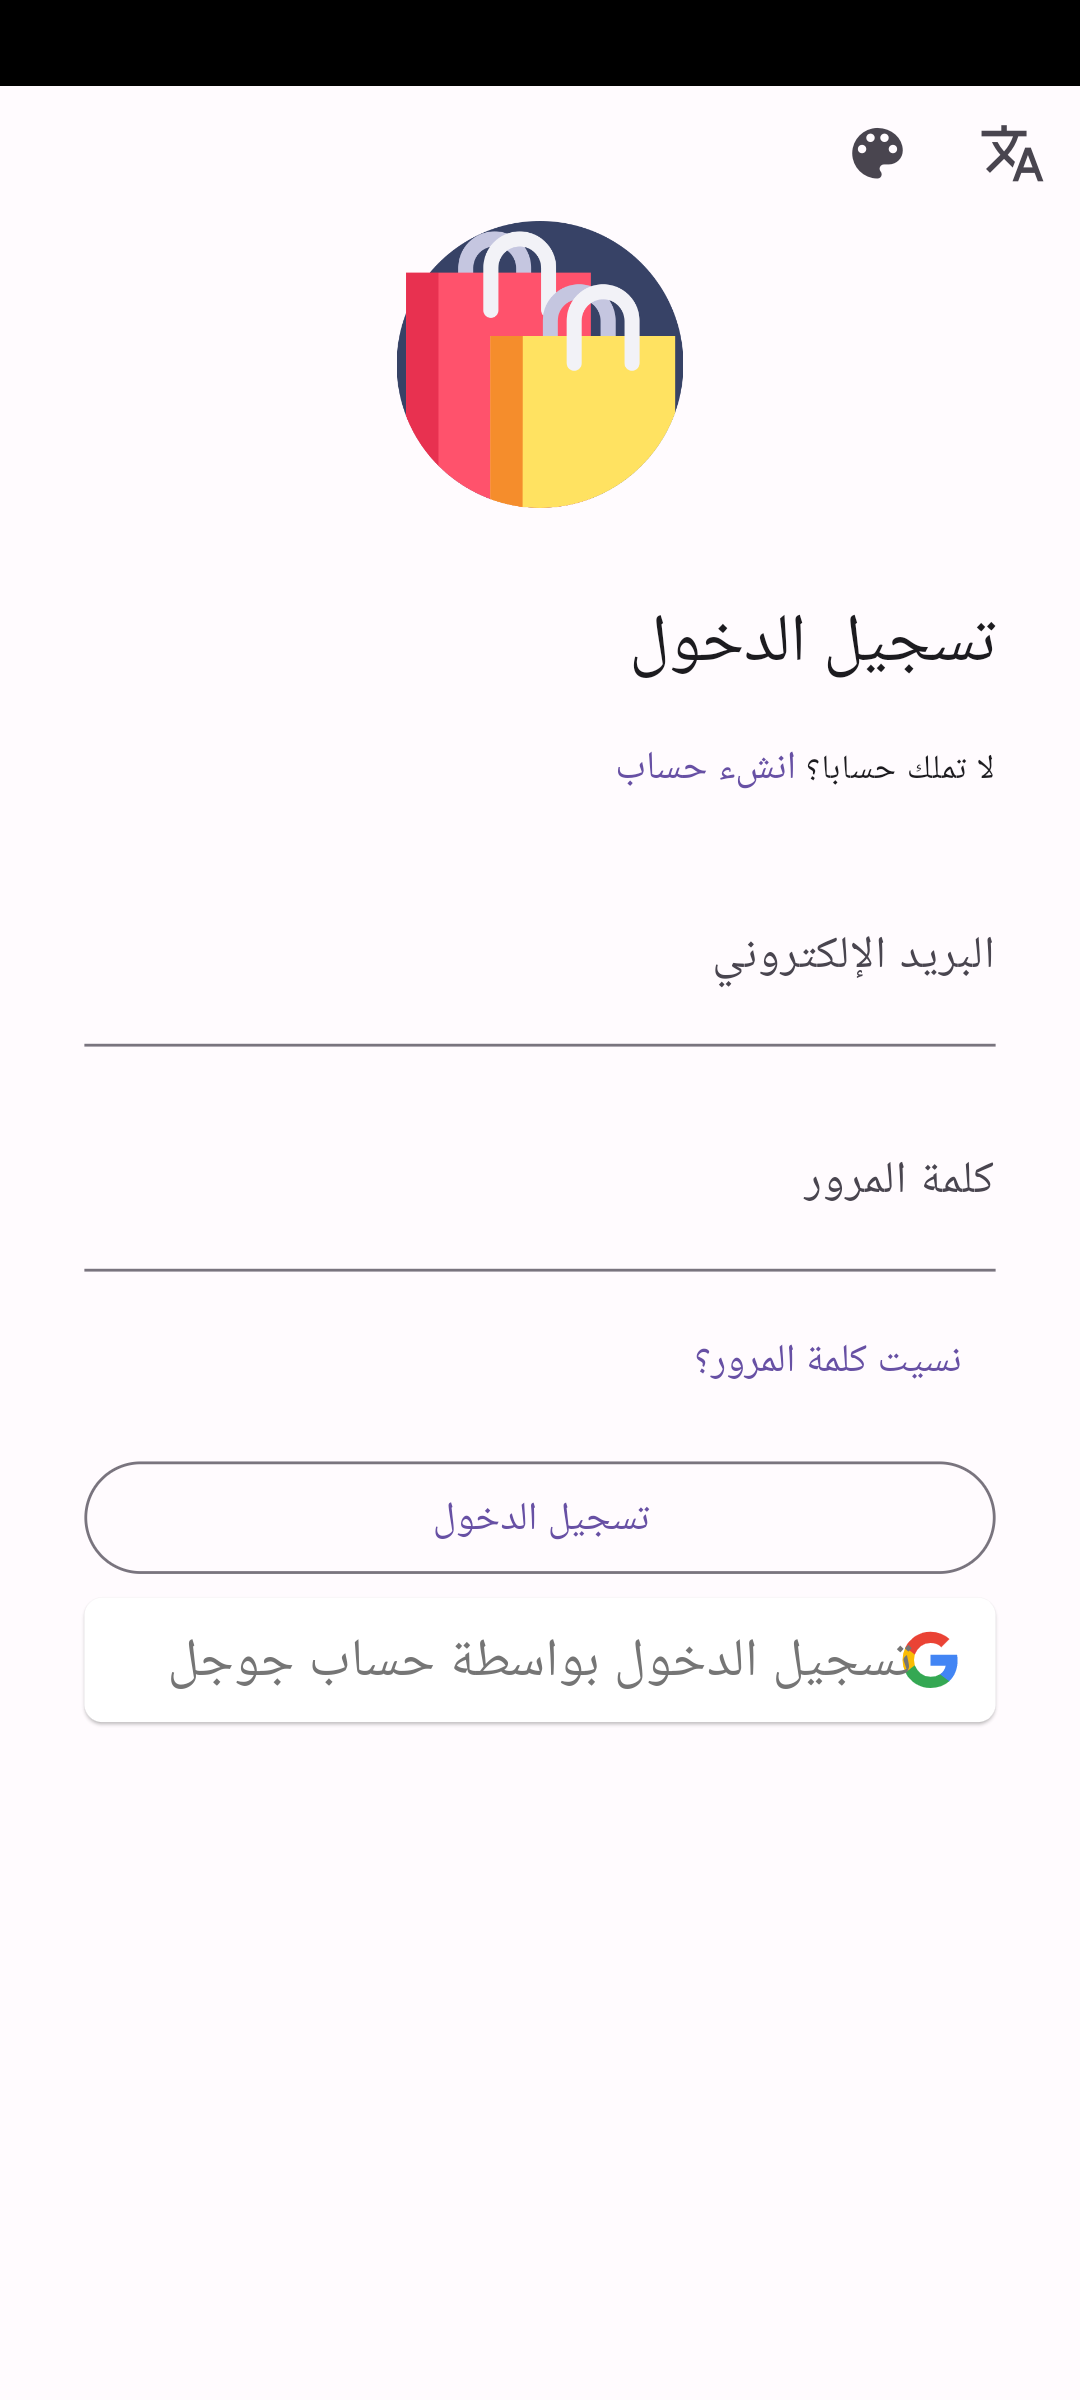 تسجيل الدخول
لا تملك حسابا؟ انشء حساب
البريد الإلكتروني
كلمة المرور
نسيت كلمة المرور؟
تسجيل الدخول
تسجيل الدخول بواسطة حساب جوجل